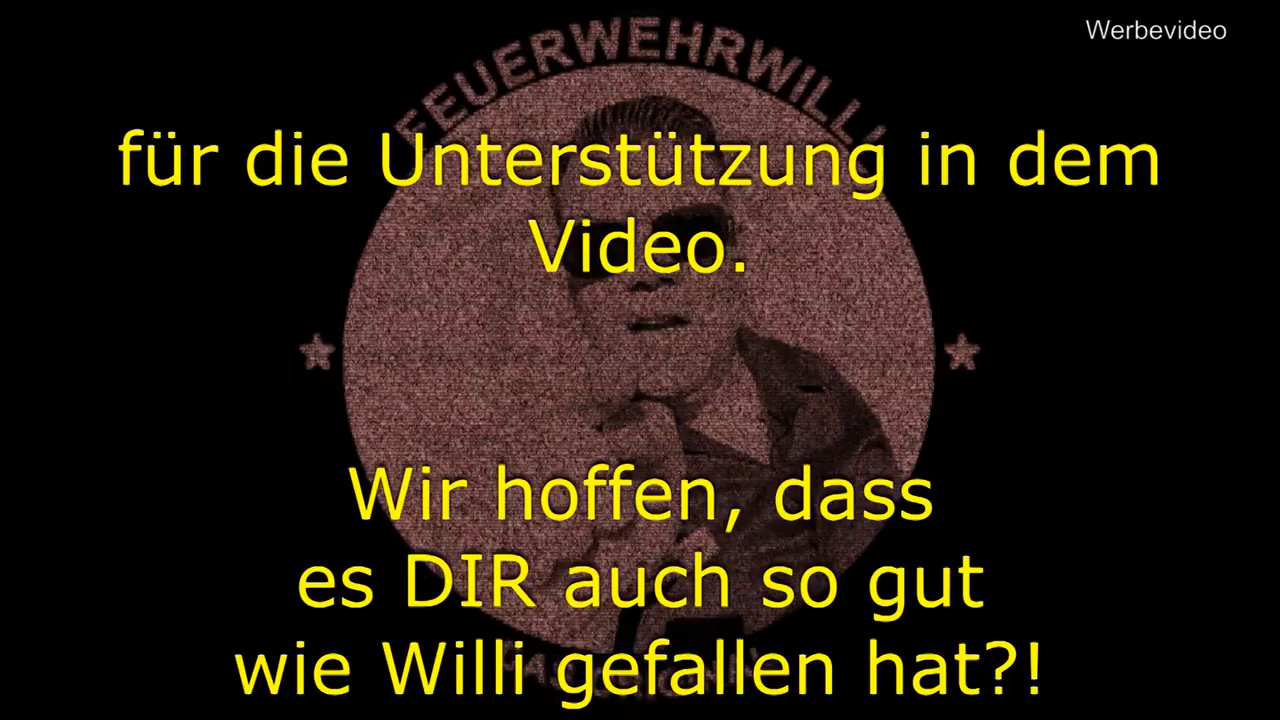 Werbevideo
FEUERWEHRWILLI
für die Unterstützung in dem
Video.
Wir hoffen, dass
es DIR auch so gut
wie Willi gefallen hat?!